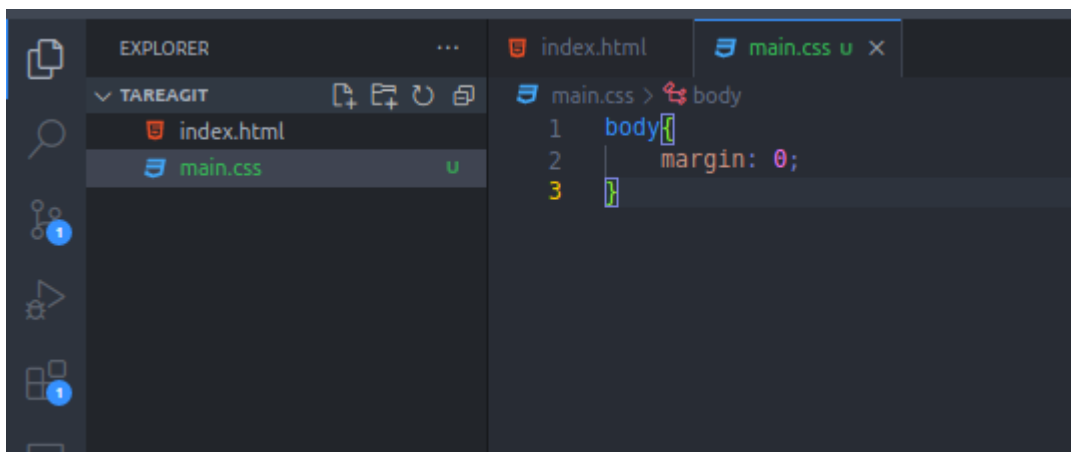 EXPLORER ...
index.html
main.css U ×
TAREAGIT
main.css > body
index.html
main.css U
1 body{
2 margin: 0;
3 }
1
1